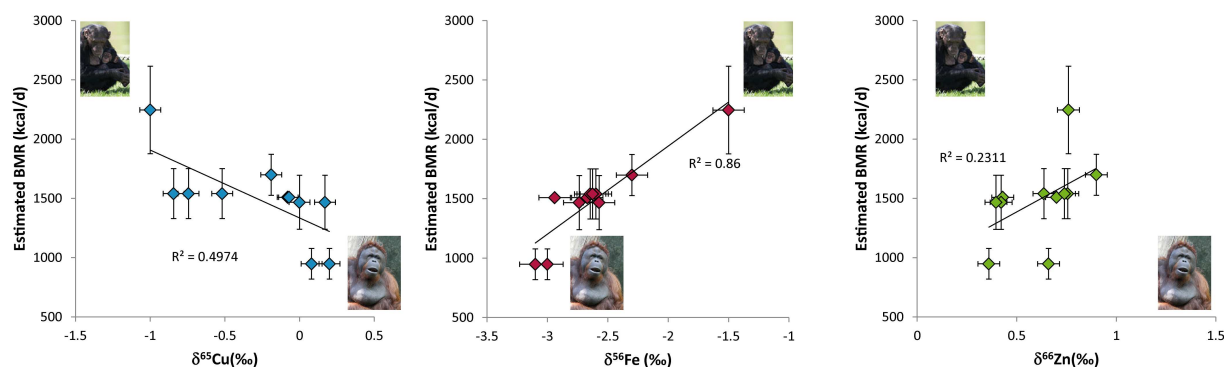 Estimated BMR (kcal/d)
3000
2500
2000
1500
1000
500
R² = 0.4974
-1.5 -1 -0.5 0 0.5
δ⁶⁵Cu(‰)
Estimated BMR (kcal/d)
3000
2500
2000
1500
1000
500
R² = 0.86
-3.5 -3 -2.5 -2 -1.5 -1
δ⁵⁶Fe (‰)
Estimated BMR (kcal/d)
3000
2500
2000
1500
1000
500
R² = 0.2311
0 0.5 1 1.5
δ⁶⁶Zn(‰)